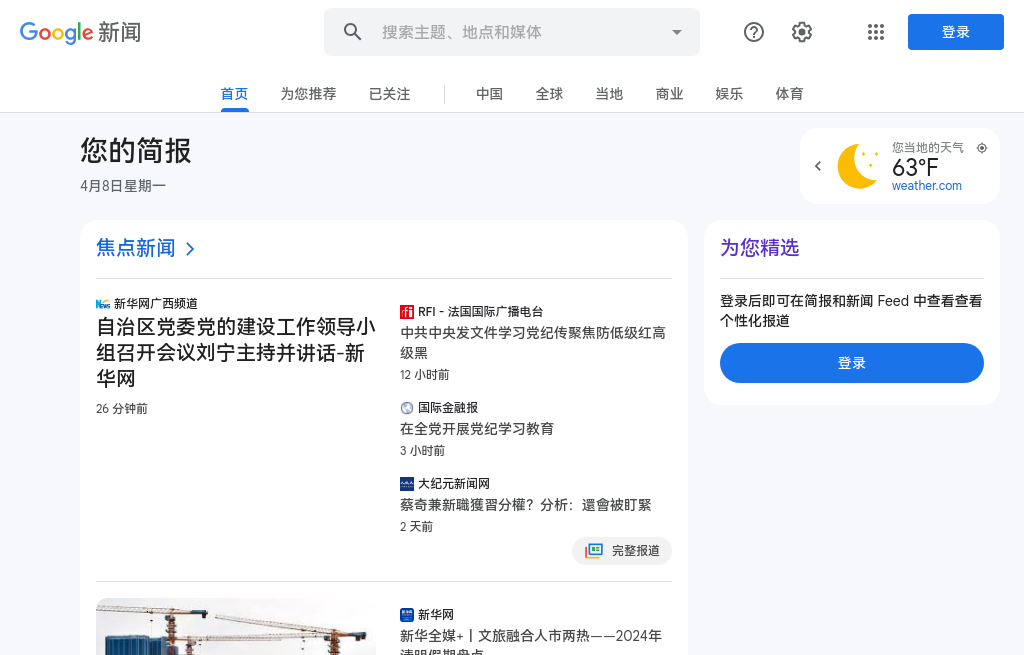 Google 新闻
搜索主题、地点和媒体
登录
首页
为您推荐
已关注
中国
全球
当地
商业
娱乐
体育
您的简报
4月8日星期一
您当地的天气
63°F
weather.com
焦点新闻
新华网广西频道
自治区党委党的建设工作领导小
组召开会议刘宁主持并讲话-新
华网
26 分钟前
RFI - 法国国际广播电台
中共中央发文件学习党纪传聚焦防低级红高
级黑
12 小时前
国际金融报
在全党开展党纪学习教育
3 小时前
大纪元新闻网
蔡奇兼新職獲習分權？分析：還會被盯緊
2 天前
完整报道
新华网
新华全媒+丨文旅融合人市两热——2024年
清明假期盘点
为您精选
登录后即可在简报和新闻 Feed 中查看查看
个性化报道
登录